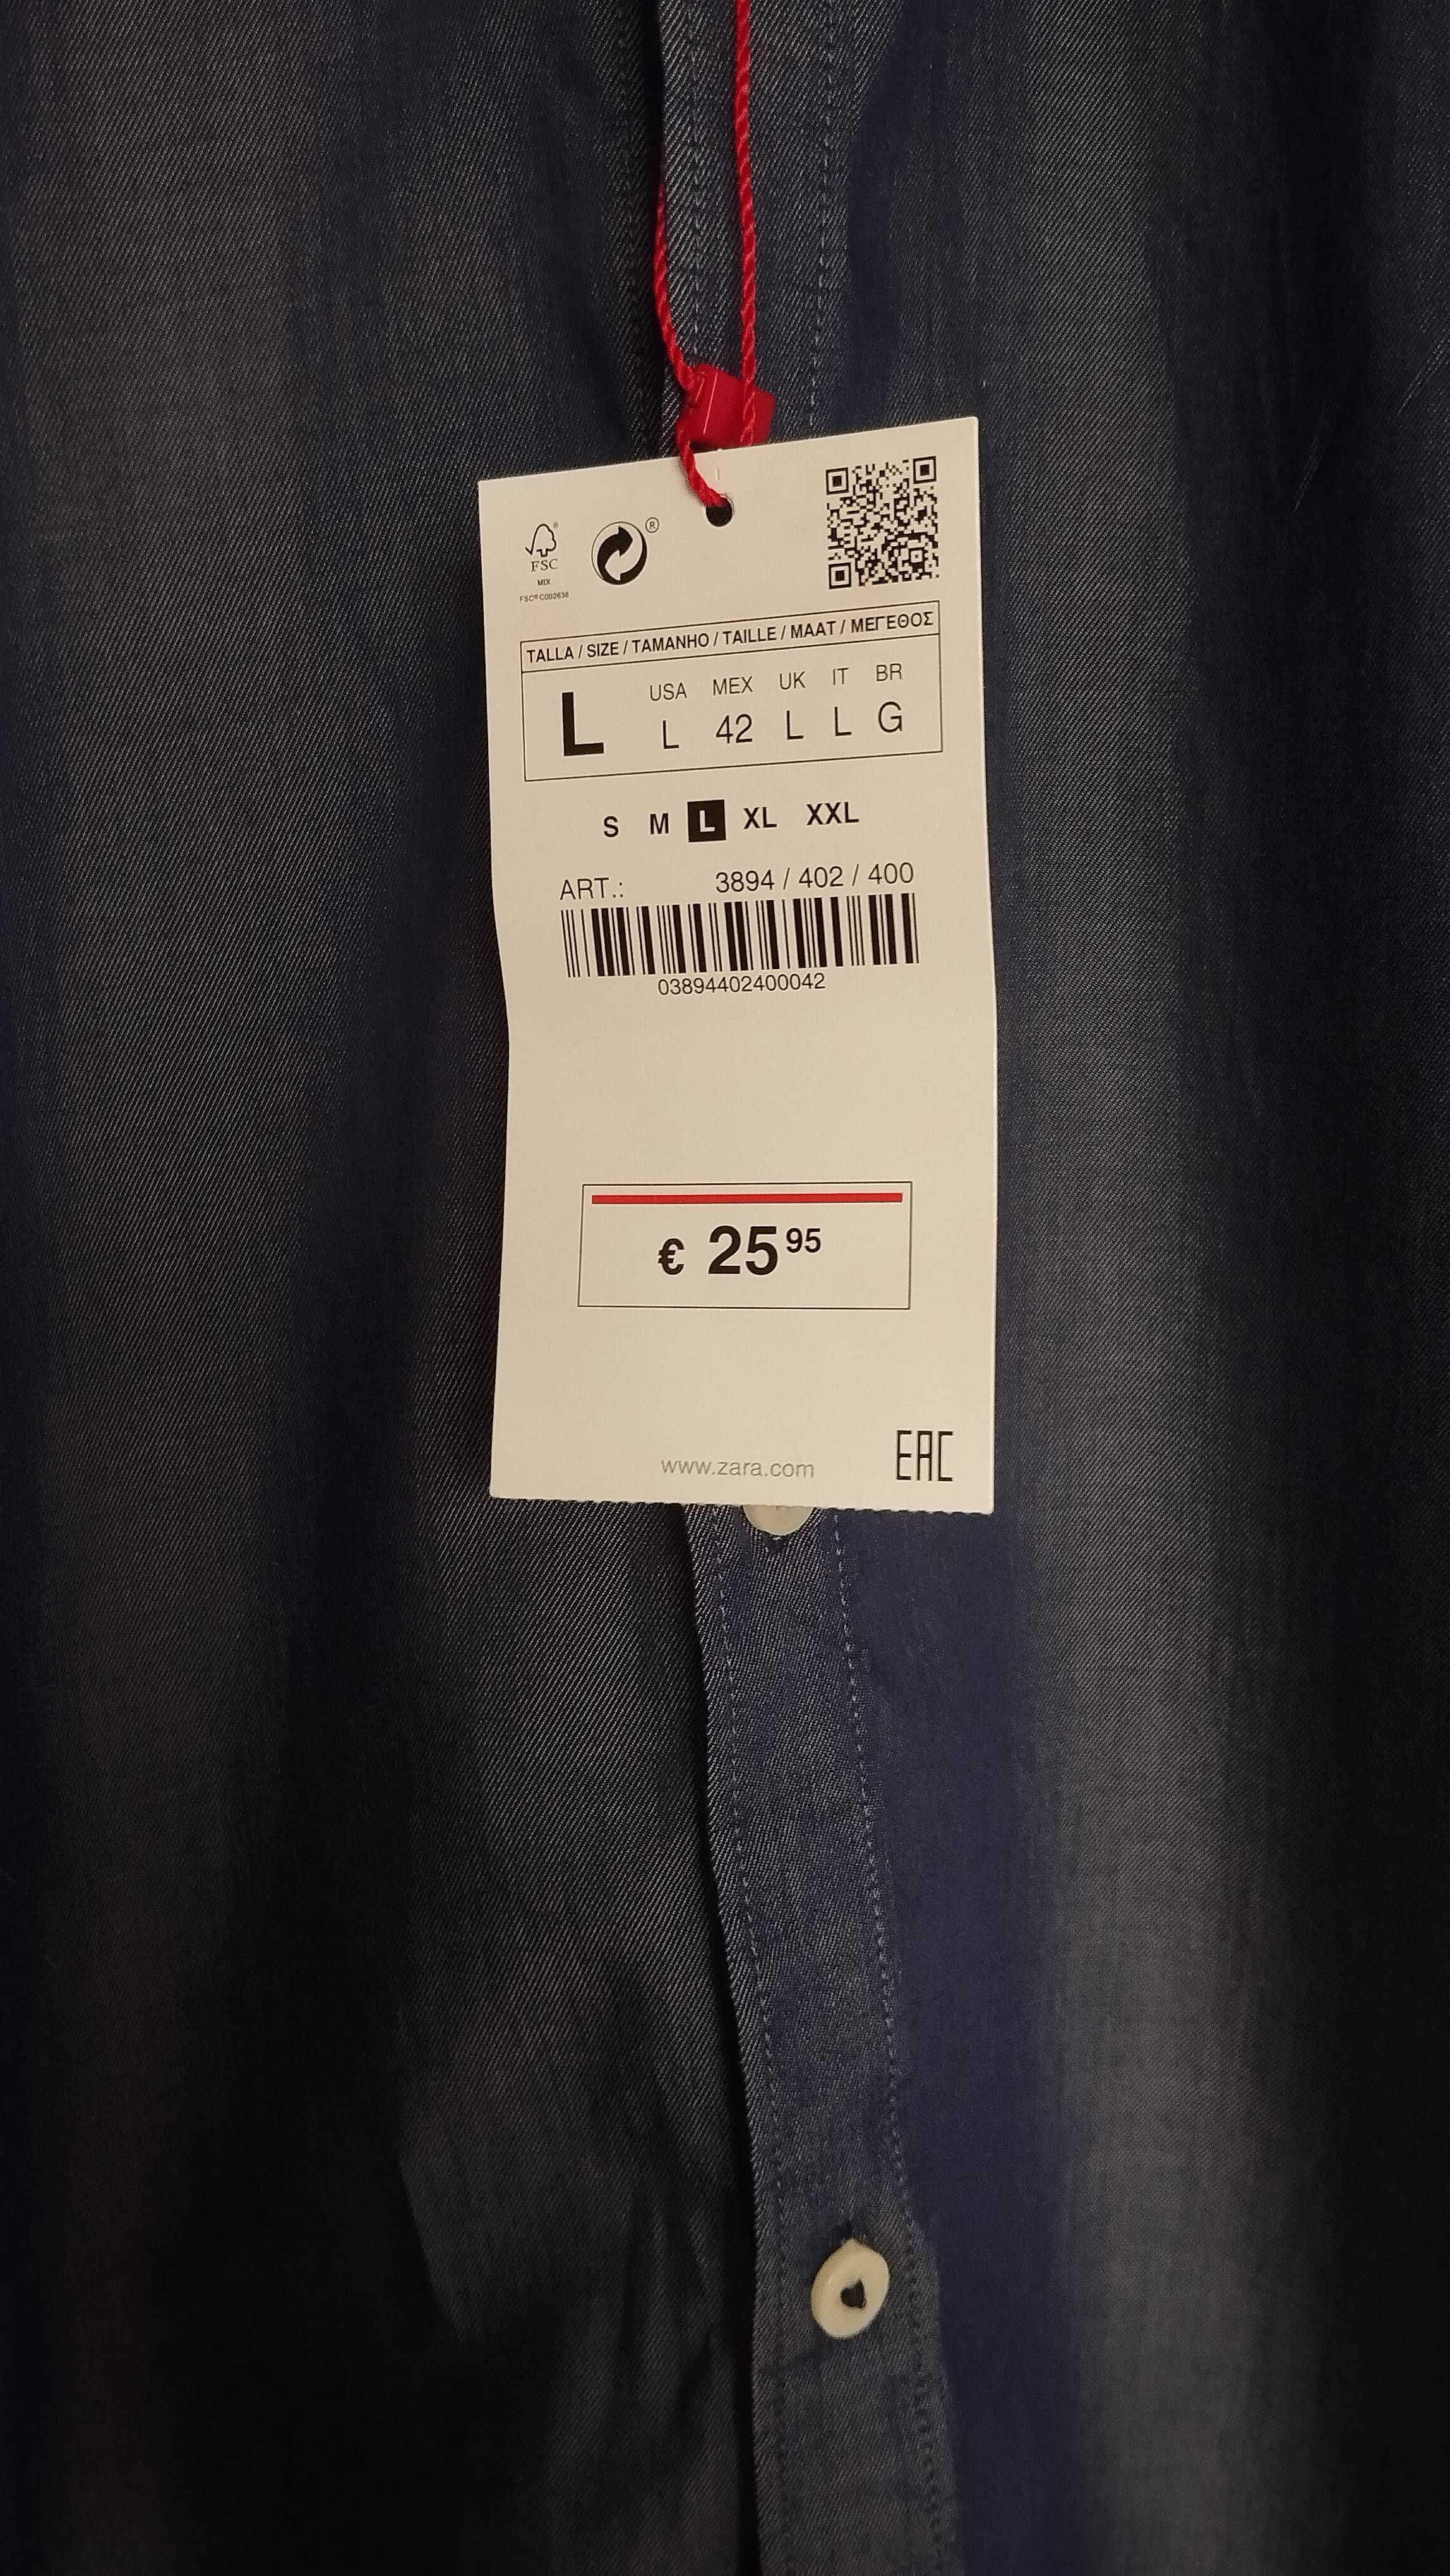 FSC
MIX
FSC® C002638
®
TALLA / SIZE / TAMANHO / TAILLE / MAAT / ΜΕΓΕΘΟΣ
L
USA MEX UK IT BR
L 42 L L G
S M L XL XXL
ART.: 3894 / 402 / 400
03894402400042
€ 25 95
www.zara.com
EAC